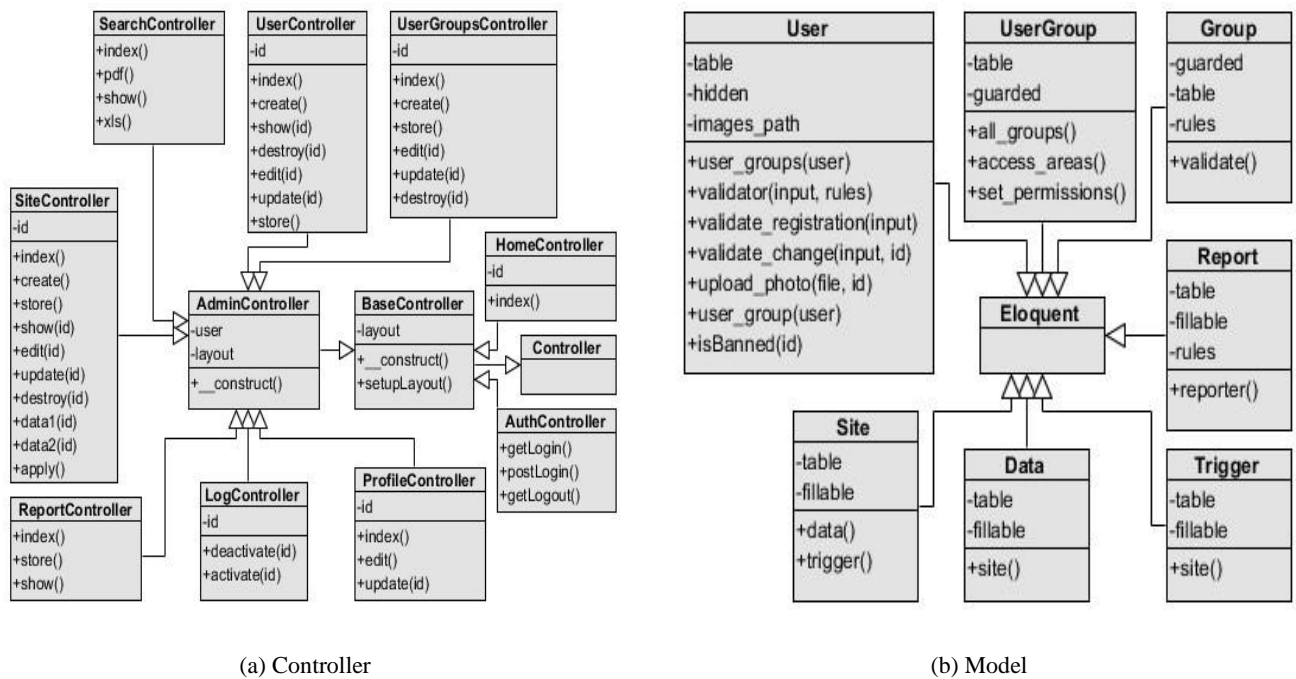 SearchController
+index()
+pdf()
+show()
+xls()
UserController
-id
+index()
+create()
+show(id)
+destroy(id)
+edit(id)
+update(id)
+store()
UserGroupsController
-id
+index()
+create()
+store()
+edit(id)
+update(id)
+destroy(id)
SiteController
-id
+index()
+create()
+store()
+show(id)
+edit(id)
+update(id)
+destroy(id)
+data1(id)
+data2(id)
+apply()
AdminController
-user
-layout
+__construct()
BaseController
-layout
+__construct()
+setupLayout()
HomeController
-id
+index()
Controller
AuthController
+getLogin()
+postLogin()
+getLogout()
ReportController
+index()
+store()
+show()
LogController
-id
+deactivate(id)
+activate(id)
ProfileController
-id
+index()
+edit()
+update(id)
(a) Controller
User
-table
-hidden
-images_path
+user_groups(user)
+validator(input, rules)
+validate_registration(input)
+validate_change(input, id)
+upload_photo(file, id)
+user_group(user)
+isBanned(id)
UserGroup
-table
-guarded
+all_groups()
+access_areas()
+set_permissions()
Group
-guarded
-table
-rules
+validate()
Eloquent
Report
-table
-fillable
-rules
+reporter()
Site
-table
-fillable
+data()
+trigger()
Data
-table
-fillable
+site()
Trigger
-table
-fillable
+site()
(b) Model